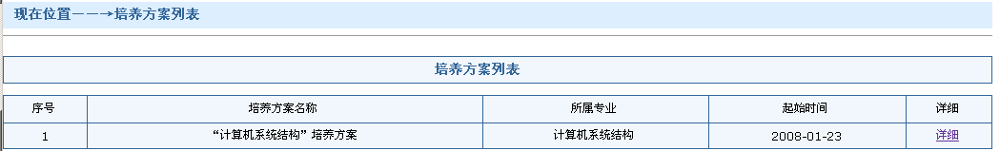 现在位置－－→培养方案列表
培养方案列表
序号 培养方案名称 所属专业 起始时间 详细
1 “计算机系统结构”培养方案 计算机系统结构 2008-01-23 详细